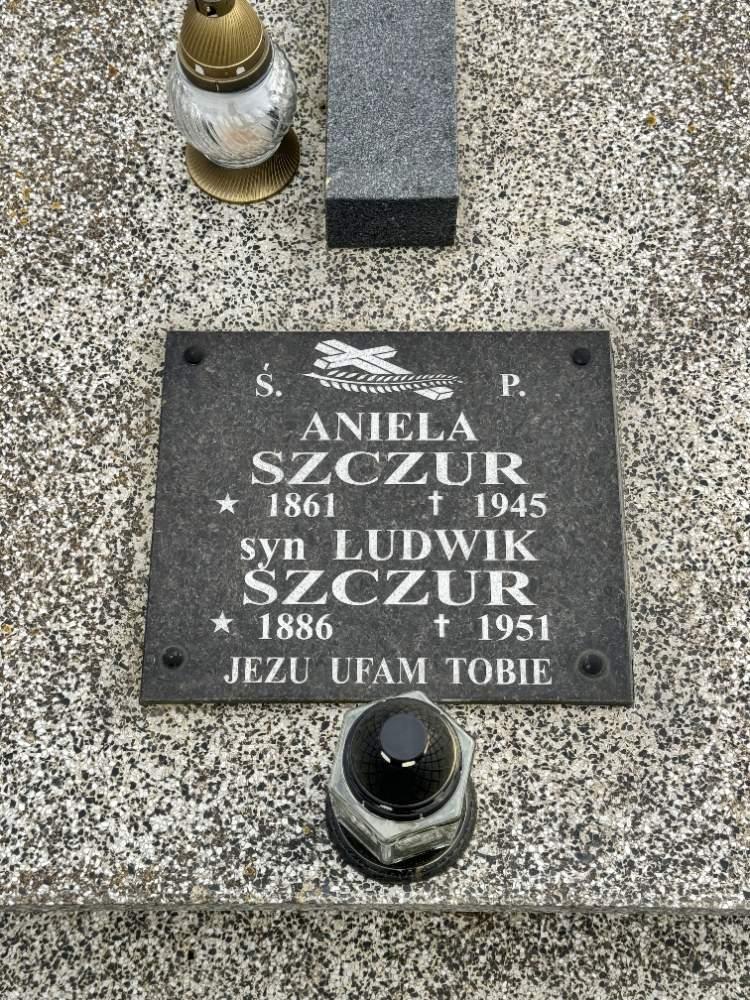 Ś. P.
ANIELA
SZCZUR
★ 1861 † 1945
syn LUDWIK
SZCZUR
★ 1886 † 1951
JEZU UFAM TOBIE